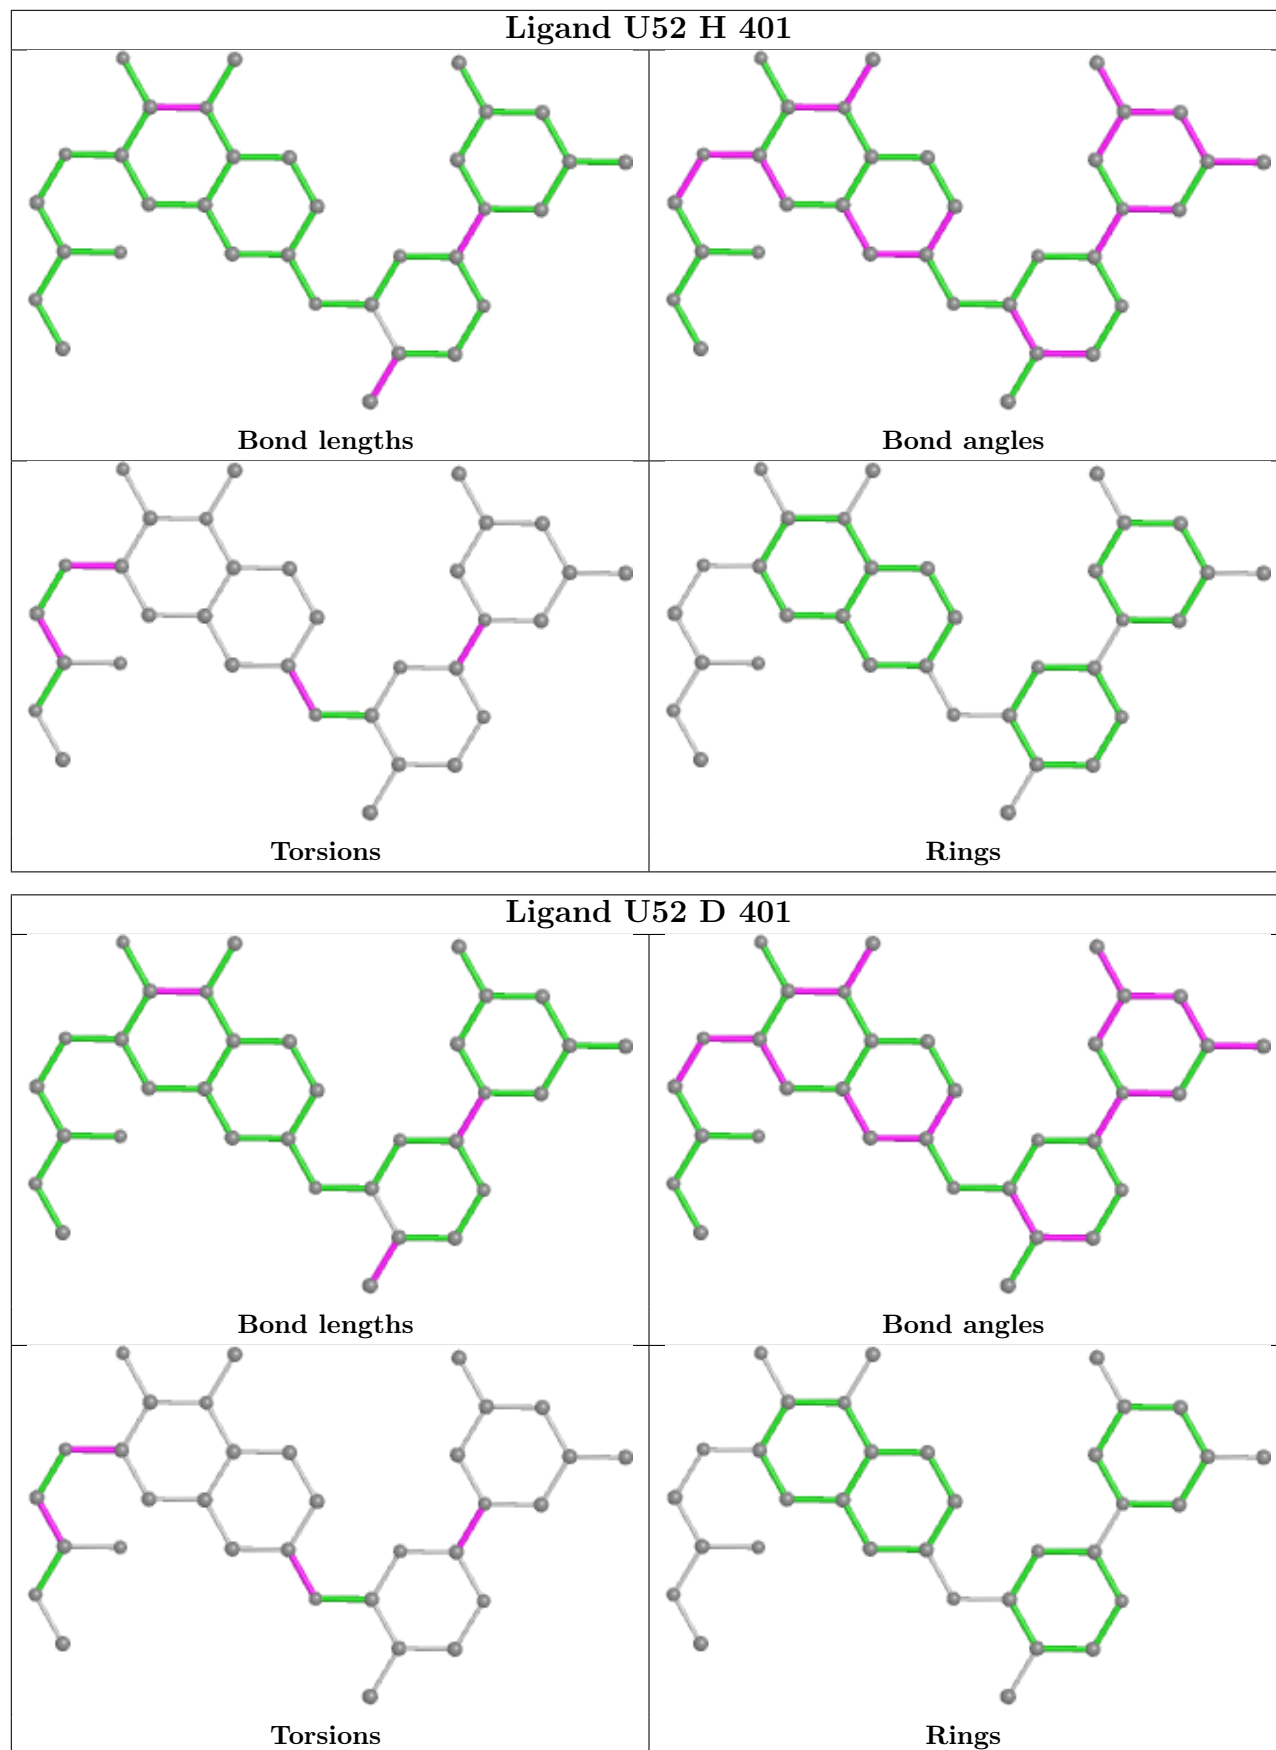 Ligand U52 H 401
Bond lengths
Bond angles
Torsions
Rings
Ligand U52 D 401
Bond lengths
Bond angles
Torsions
Rings